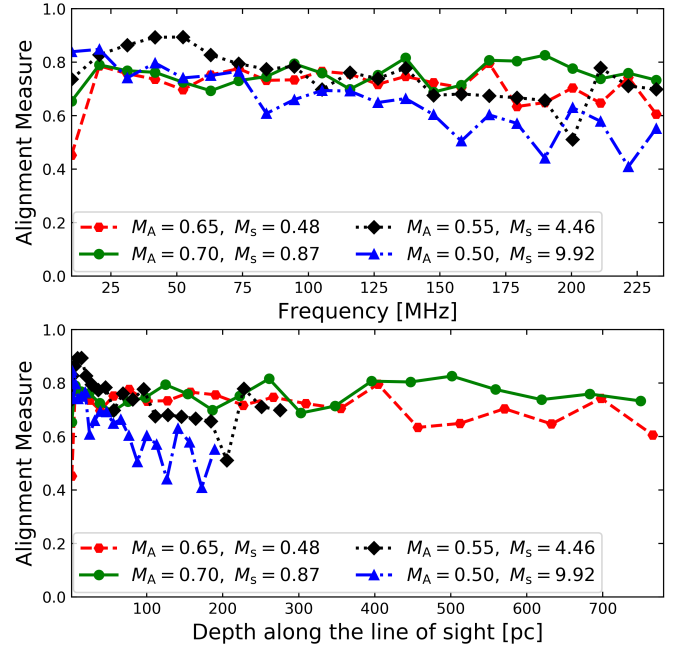 1.0
0.8
0.6
0.4
0.2
0.0
Alignment Measure
M_A = 0.65, M_s = 0.48
M_A = 0.70, M_s = 0.87
M_A = 0.55, M_s = 4.46
M_A = 0.50, M_s = 9.92
25 50 75 100 125 150 175 200 225
Frequency [MHz]
1.0
0.8
0.6
0.4
0.2
0.0
Alignment Measure
M_A = 0.65, M_s = 0.48
M_A = 0.70, M_s = 0.87
M_A = 0.55, M_s = 4.46
M_A = 0.50, M_s = 9.92
100 200 300 400 500 600 700
Depth along the line of sight [pc]